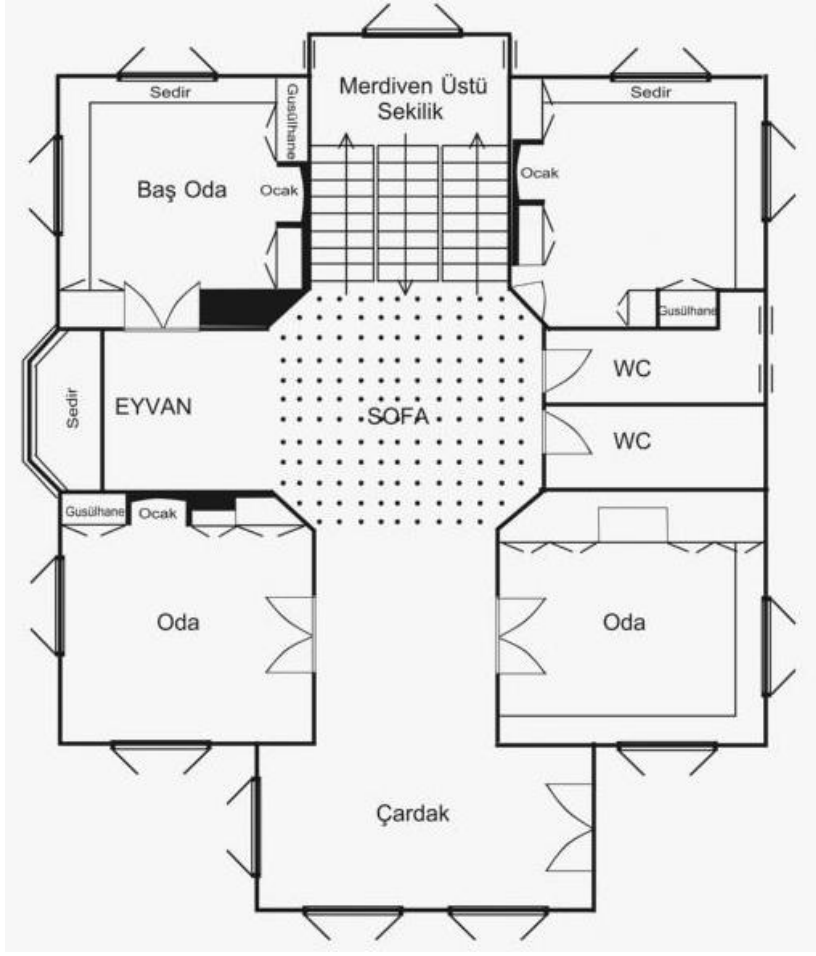 Merdiven Üstü
Sekilik
Sedir
Gusülhane
Baş Oda
Ocak
Sedir
Ocak
Gusülhane
Sedir
EYVAN
SOFA
WC
WC
Gusülhane
Ocak
Oda
Oda
Çardak